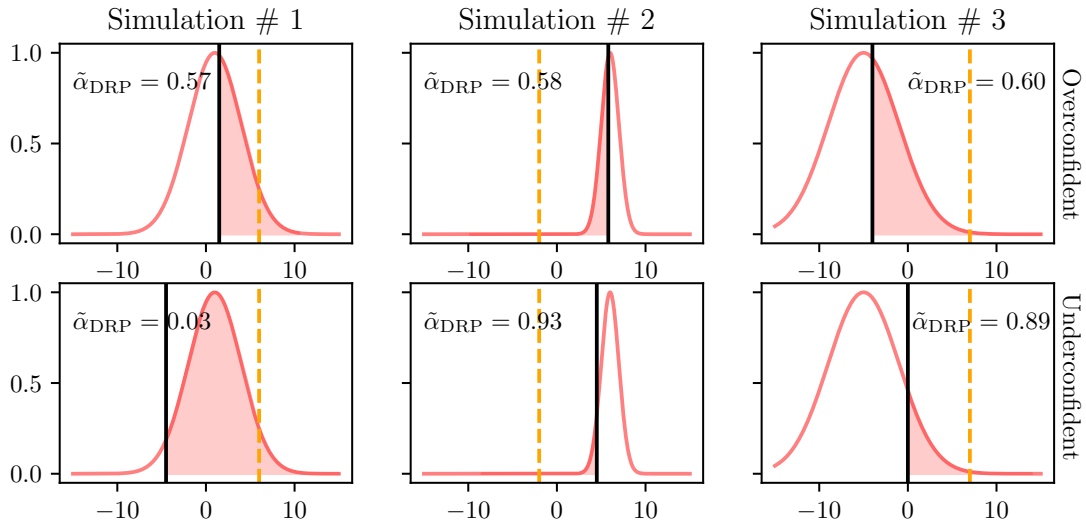 Simulation # 1
Simulation # 2
Simulation # 3
1.0
0.5
0.0
α̃DRP = 0.57
α̃DRP = 0.58
α̃DRP = 0.60
Overconfident
−10 0 10
−10 0 10
−10 0 10
1.0
0.5
0.0
α̃DRP = 0.03
α̃DRP = 0.93
α̃DRP = 0.89
Underconfident
−10 0 10
−10 0 10
−10 0 10